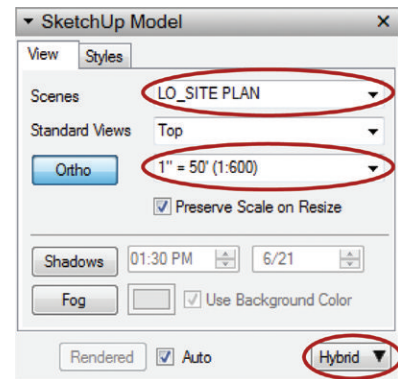 SketchUp Model
View Styles
Scenes LO_SITE PLAN
Standard Views Top
Ortho 1" = 50' (1:600)
Preserve Scale on Resize
Shadows 01:30 PM 6/21
Fog Use Background Color
Rendered Auto Hybrid